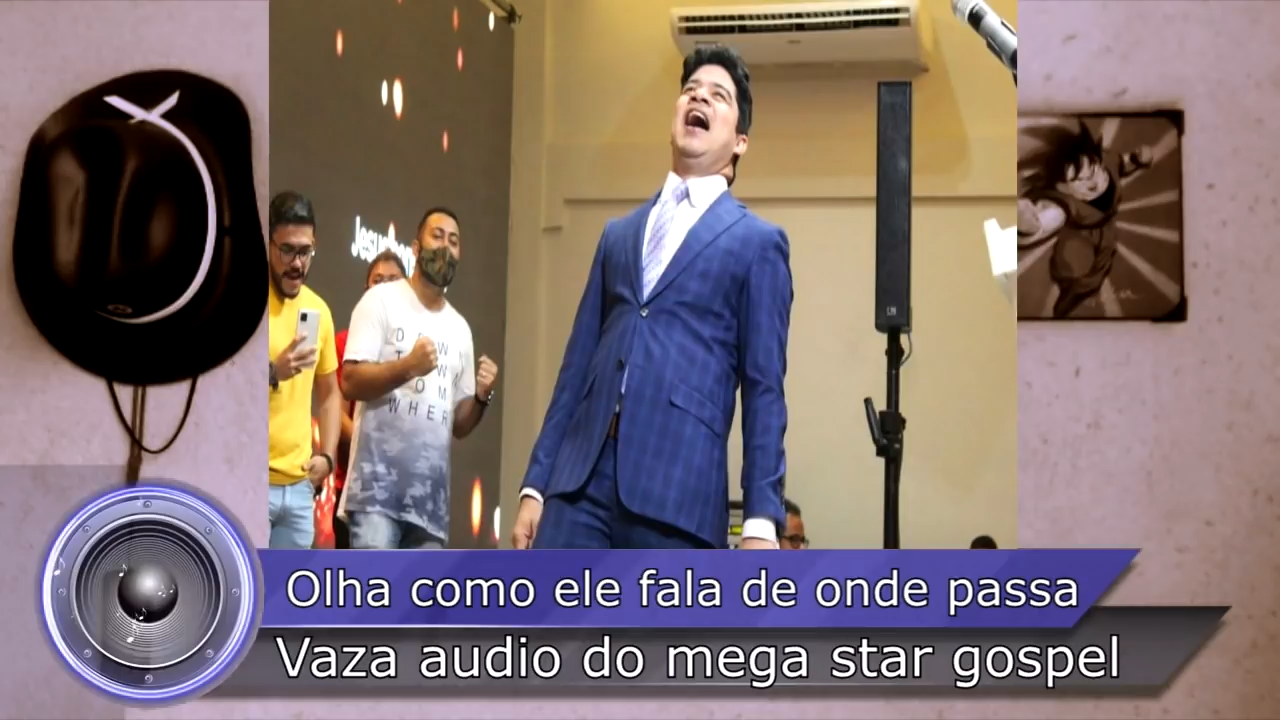 D O W N
T O W
O M
W H E R
Olha como ele fala de onde passa
Vaza audio do mega star gospel